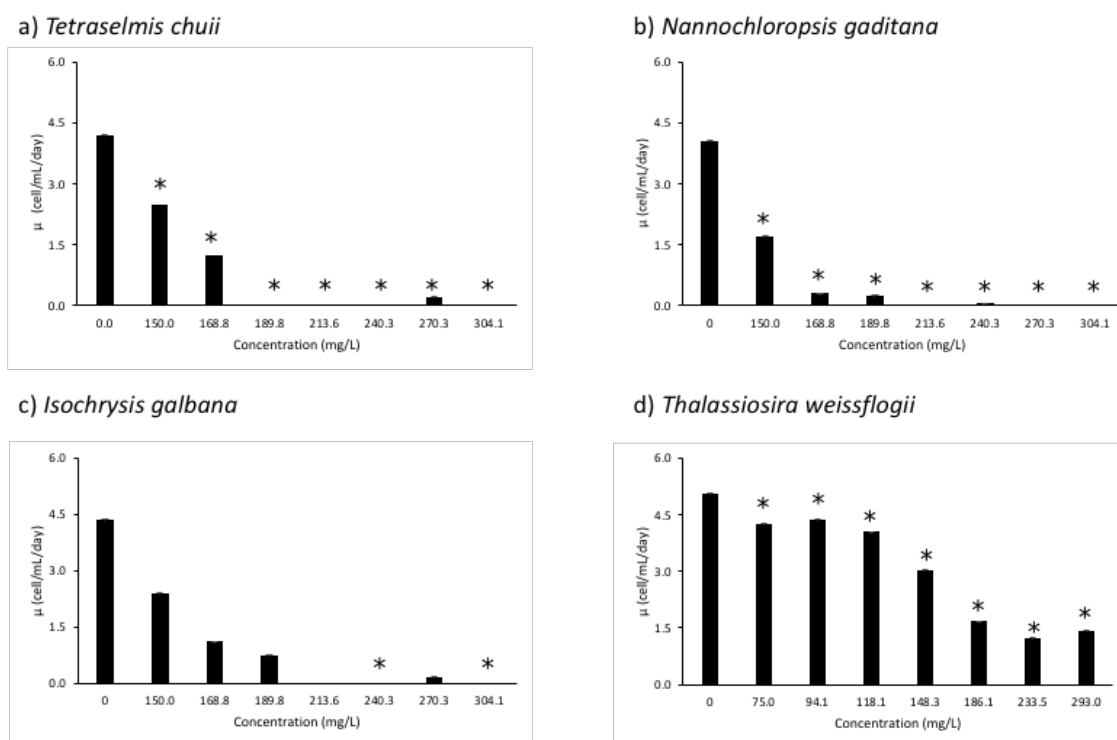 a) Tetraselmis chuii
6.0
4.5
3.0
1.5
0.0
μ (cell/mL/day)
* * * * * * *
0.0 150.0 168.8 189.8 213.6 240.3 270.3 304.1
Concentration (mg/L)
b) Nannochloropsis gaditana
6.0
4.5
3.0
1.5
0.0
μ (cell/mL/day)
* * * * * * *
0 150.0 168.8 189.8 213.6 240.3 270.3 304.1
Concentration (mg/L)
c) Isochrysis galbana
6.0
4.5
3.0
1.5
0.0
μ (cell/mL/day)
* *
0 150.0 168.8 189.8 213.6 240.3 270.3 304.1
Concentration (mg/L)
d) Thalassiosira weissflogii
6.0
4.5
3.0
1.5
0.0
μ (cell/mL/day)
* * * * * * *
0 75.0 94.1 118.1 148.3 186.1 233.5 293.0
Concentration (mg/L)